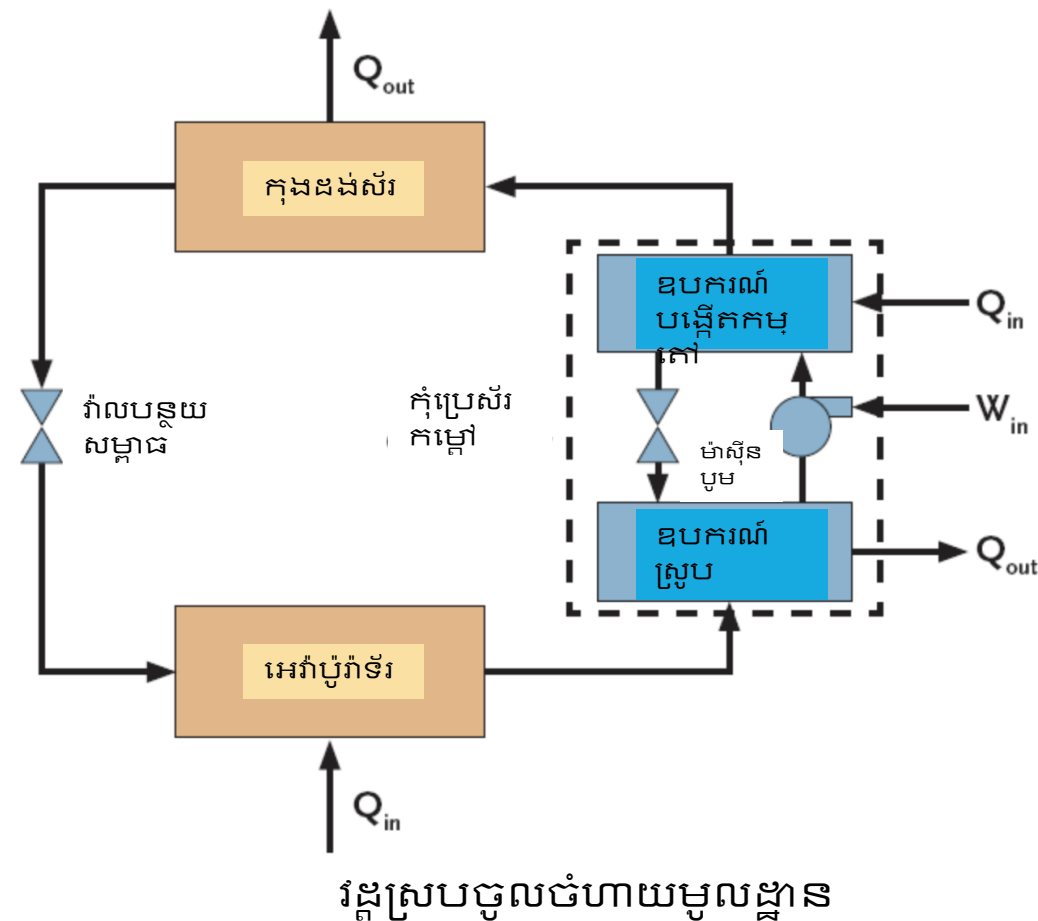 Qout
កុងដង់ស័រ
ឧបករណ៍
បង្កើតកម្
តៅ
Qin
វ៉ាលបន្ថយ
សម្ពាធ
កុំប្រេស័រ
កម្តៅ
Win
ម៉ាស៊ីន
បូម
ឧបករណ៍
ស្រូប
Qout
អេវ៉ាប៉ូរ៉ាទ័រ
Qin
វដ្តស្របចូលចំហាយមូលដ្ឋាន